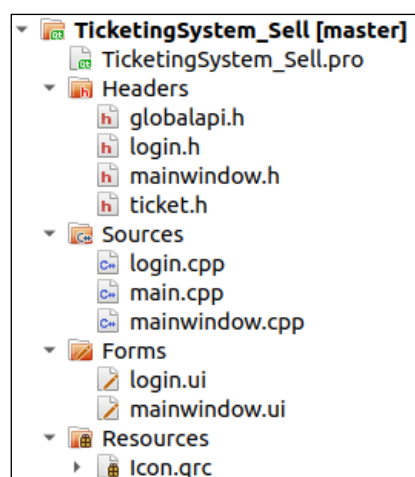 TicketingSystem_Sell [master]
TicketingSystem_Sell.pro
Headers
globalapi.h
login.h
mainwindow.h
ticket.h
Sources
login.cpp
main.cpp
mainwindow.cpp
Forms
login.ui
mainwindow.ui
Resources
Icon.qrc